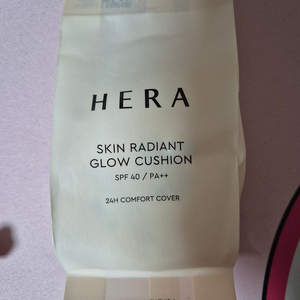 HERA
SKIN RADIANT
GLOW CUSHION
SPF 40 / PA++
24H COMFORT COVER